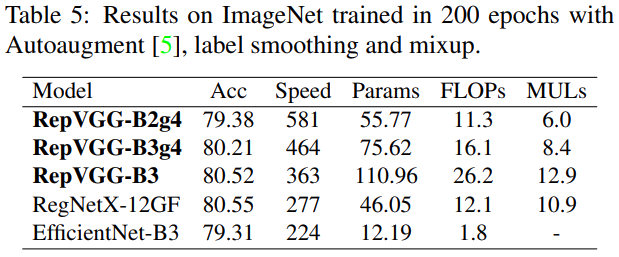 Table 5: Results on ImageNet trained in 200 epochs with
Autoaugment [5], label smoothing and mixup.
Model Acc Speed Params FLOPs MULs
RepVGG-B2g4 79.38 581 55.77 11.3 6.0
RepVGG-B3g4 80.21 464 75.62 16.1 8.4
RepVGG-B3 80.52 363 110.96 26.2 12.9
RegNetX-12GF 80.55 277 46.05 12.1 10.9
EfficientNet-B3 79.31 224 12.19 1.8 -